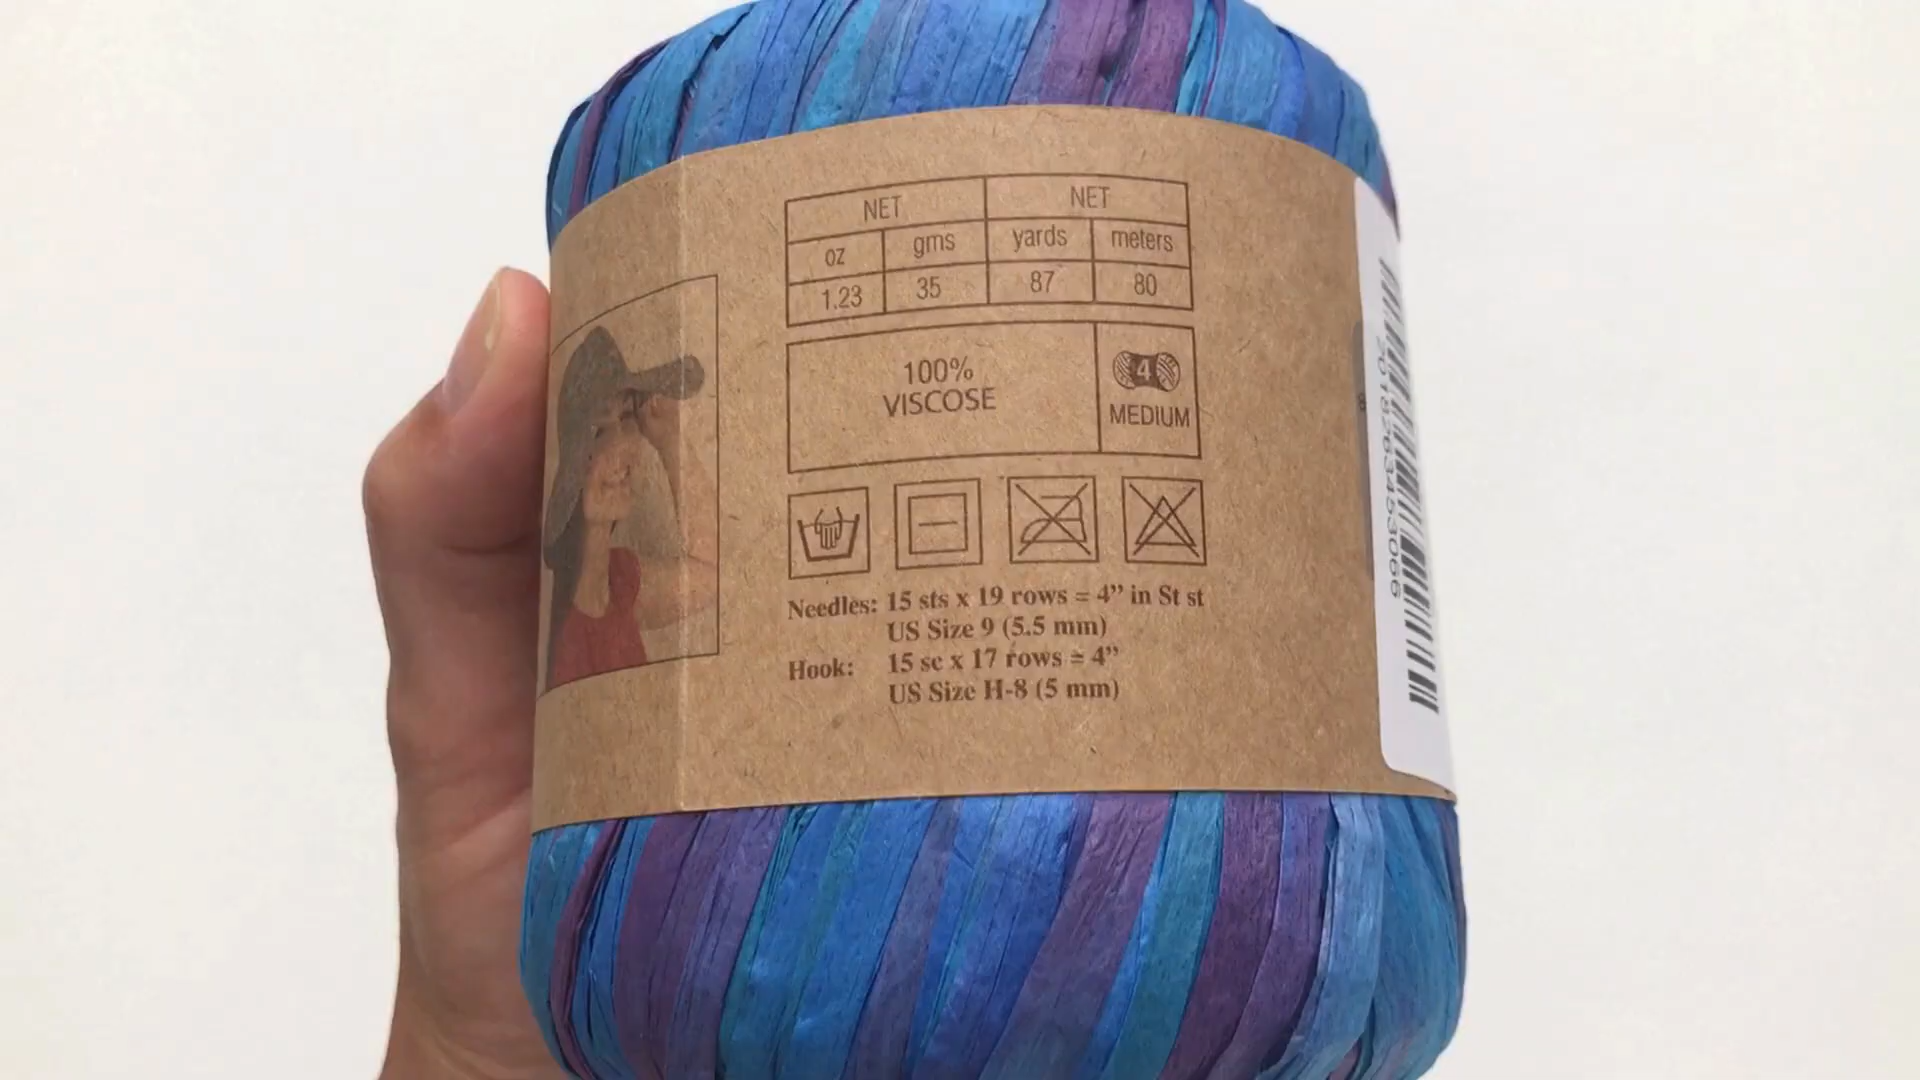 NET NET
oz gms yards meters
1.23 35 87 80
100%
VISCOSE
4
MEDIUM
Needles: 15 sts x 19 rows = 4” in St st
US Size 9 (5.5 mm)
Hook: 15 sc x 17 rows = 4”
US Size H-8 (5 mm)